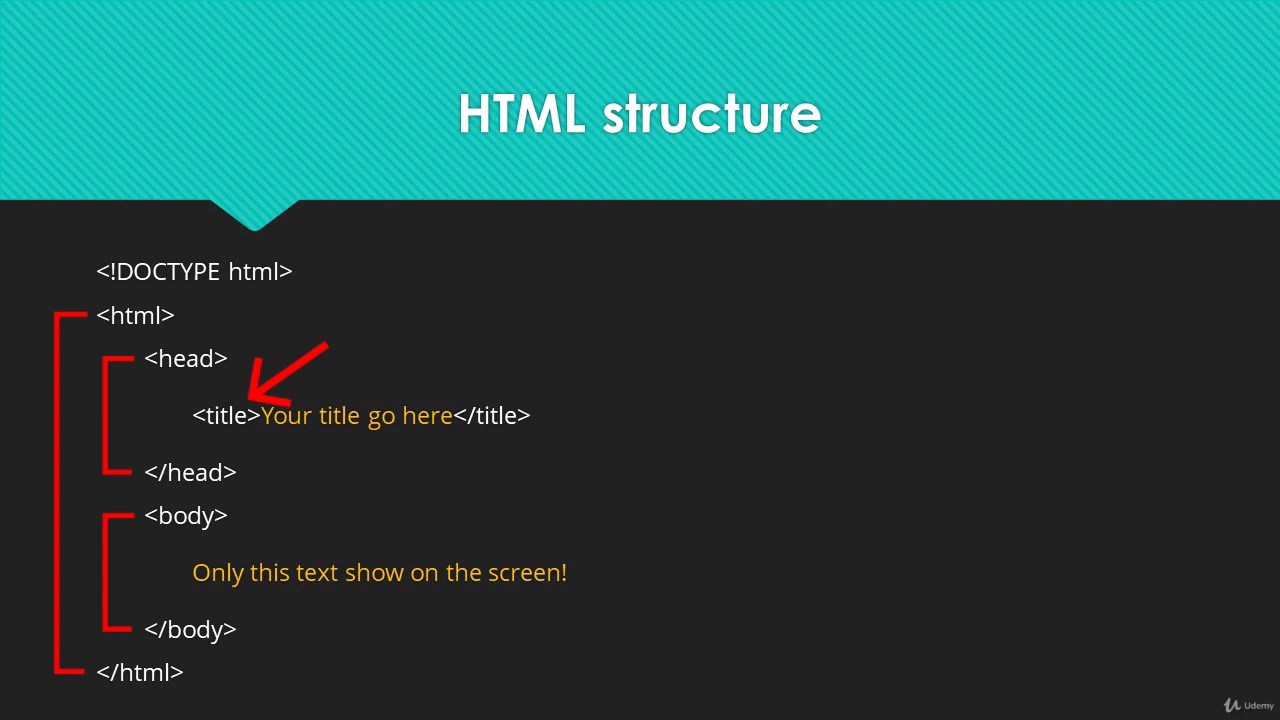 HTML structure
<!DOCTYPE html>
<html>
<head>
<title>Your title go here</title>
</head>
<body>
Only this text show on the screen!
</body>
</html>
Udemy